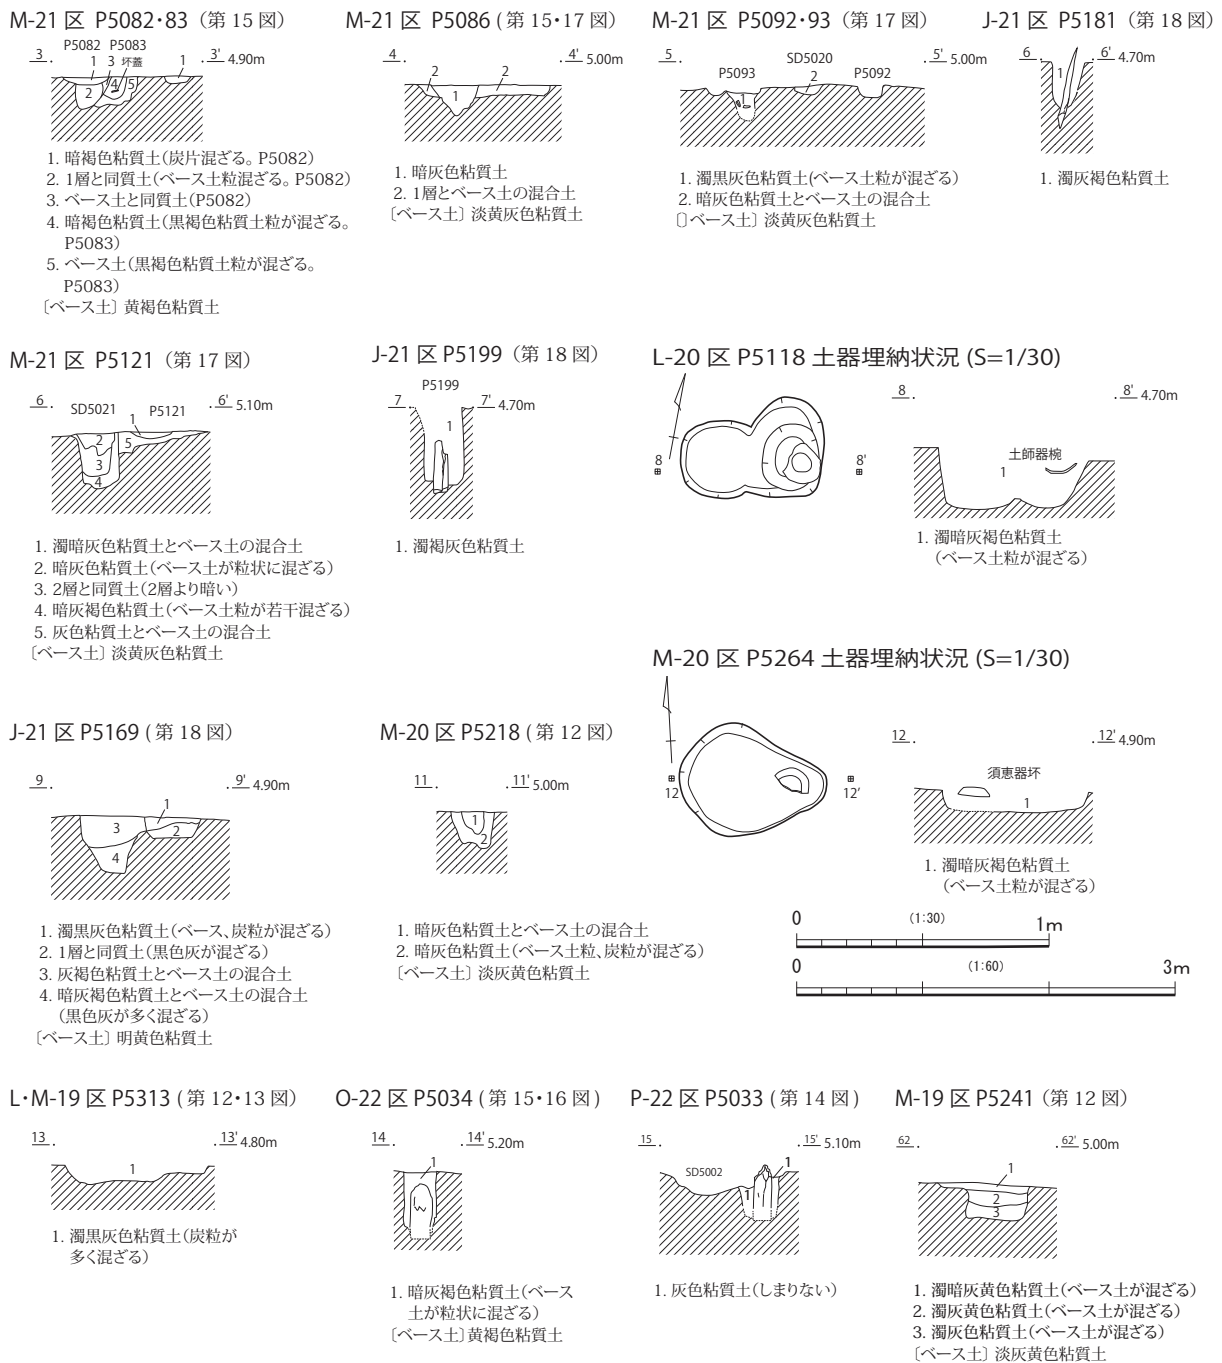 M-21 区 P5082・83（第 15 図）
P5082 P5083
3 . . 3' 4.90m
1 3 坏蓋 1
4 5
2
1. 暗褐色粘質土（炭片混ざる。P5082）
2. 1層と同質土（ベース土粒混ざる。P5082）
3. ベース土と同質土（P5082）
4. 暗褐色粘質土（黒褐色粘質土粒が混ざる。
P5083）
5. ベース土（黒褐色粘質土粒が混ざる。
P5083）
〔ベース土〕黄褐色粘質土
M-21 区 P5086（第 15・17 図）
4 . . 4' 5.00m
2 2
1
1. 暗灰色粘質土
2. 1層とベース土の混合土
〔ベース土〕淡黄灰色粘質土
M-21 区 P5092・93（第 17 図）
5 . . 5' 5.00m
SD5020
P5093 2 P5092
1
1. 濁黒灰色粘質土(ベース土粒が混ざる）
2. 暗灰色粘質土とベース土の混合土
〔〕ベース土〕淡黄灰色粘質土
J-21 区 P5181（第 18 図）
6 . . 6' 4.70m
1
1. 濁灰褐色粘質土
M-21 区 P5121（第 17 図）
6 . . 6' 5.10m
SD5021 1 P5121
2 5
3
4
1. 濁暗灰色粘質土とベース土の混合土
2. 暗灰色粘質土（ベース土が粒状に混ざる）
3. 2層と同質土（2層より暗い）
4. 暗灰褐色粘質土（ベース土粒が若干混ざる）
5. 灰色粘質土とベース土の混合土
〔ベース土〕淡黄灰色粘質土
J-21 区 P5199（第 18 図）
P5199
7 . . 7' 4.70m
1
1. 濁褐灰色粘質土
L-20 区 P5118 土器埋納状況 (S=1/30)
8 8'
8 . . 8' 4.70m
土師器椀
1
1. 濁暗灰褐色粘質土
（ベース土粒が混ざる）
M-20 区 P5264 土器埋納状況 (S=1/30)
12 12'
12 . . 12' 4.90m
須恵器坏
1
1. 濁暗灰褐色粘質土
（ベース土粒が混ざる）
J-21 区 P5169（第 18 図）
9 . . 9' 4.90m
1
3 2
4
1. 濁黒灰色粘質土（ベース、炭粒が混ざる）
2. 1層と同質土（黒色灰が混ざる）
3. 灰褐色粘質土とベース土の混合土
4. 暗灰褐色粘質土とベース土の混合土
（黒色灰が多く混ざる）
〔ベース土〕明黄色粘質土
M-20 区 P5218（第 12 図）
11 . . 11' 5.00m
1
2
1. 暗灰色粘質土とベース土の混合土
2. 暗灰色粘質土（ベース土粒、炭粒が混ざる）
〔ベース土〕淡灰黄色粘質土
0 (1:30) 1m
0 (1:60) 3m
L・M-19 区 P5313（第 12・13 図）
13 . . 13' 4.80m
1
1. 濁黒灰色粘質土（炭粒が
多く混ざる）
O-22 区 P5034（第 15・16 図）
14 . . 14' 5.20m
1
1. 暗灰褐色粘質土（ベース
土が粒状に混ざる）
〔ベース土〕黄褐色粘質土
P-22 区 P5033（第 14 図）
15 . . 15' 5.10m
SD5002 1
1
1. 灰色粘質土（しまりない）
M-19 区 P5241（第 12 図）
62 . . 62' 5.00m
1
2
3
1. 濁暗灰黄色粘質土（ベース土が混ざる）
2. 濁灰黄色粘質土（ベース土が混ざる）
3. 濁灰色粘質土（ベース土が混ざる）
〔ベース土〕淡灰黄色粘質土